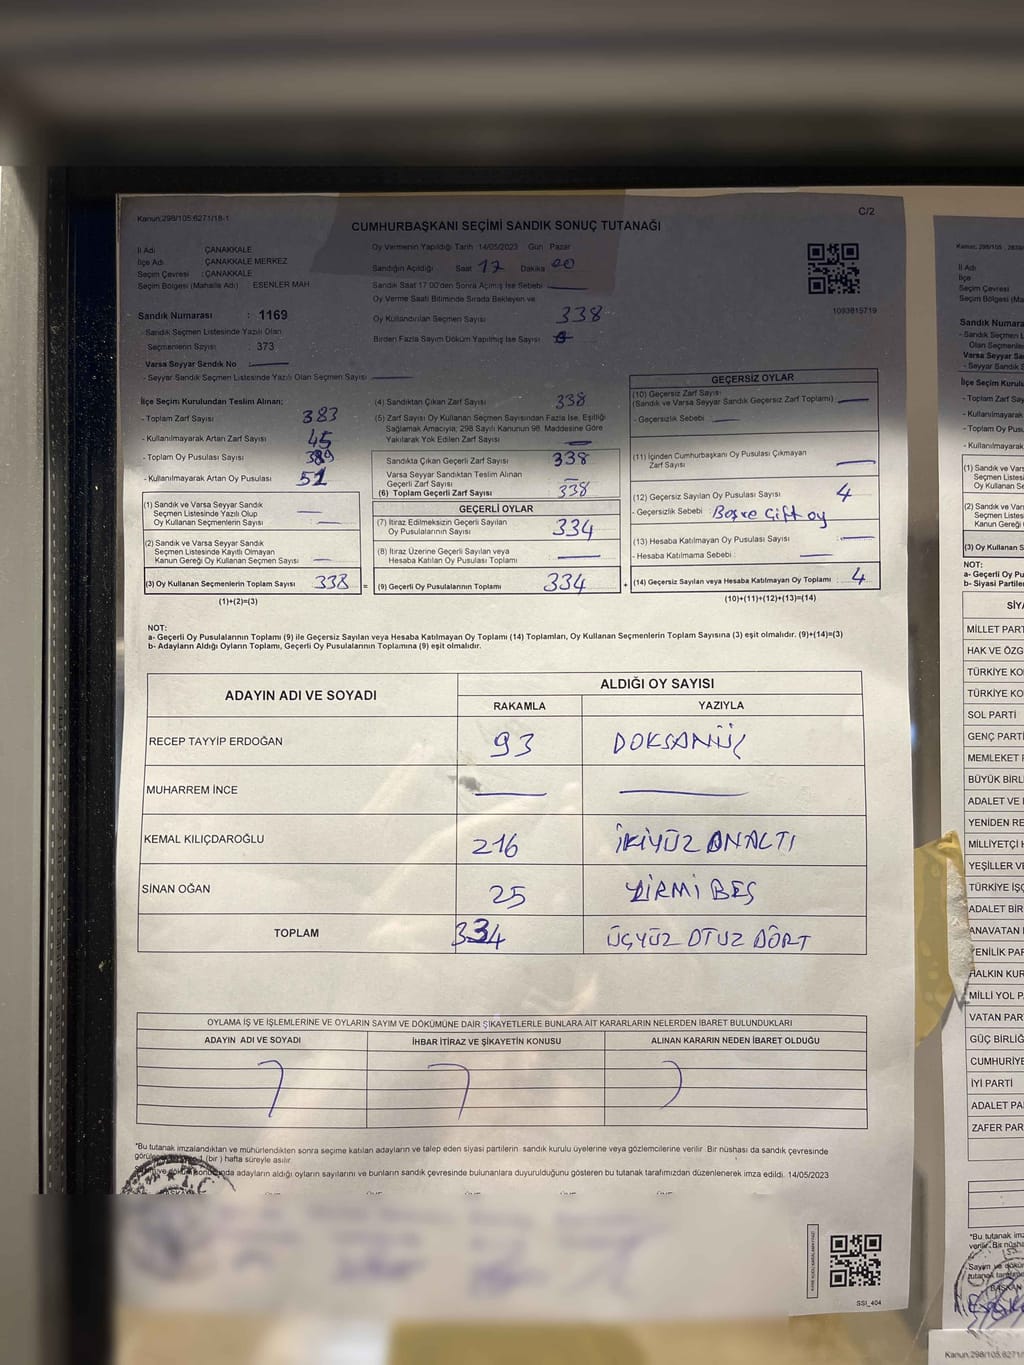 Kanun;298/105;6271/18-1
C/2
CUMHURBAŞKANI SEÇİMİ SANDIK SONUÇ TUTANAĞI
İl Adı : ÇANAKKALE
İlçe Adı : ÇANAKKALE MERKEZ
Seçim Çevresi : ÇANAKKALE
Seçim Bölgesi (Mahalle Adı) : ESENLER MAH
Oy Vermenin Yapıldığı Tarih 14/05/2023 Gün Pazar
Sandığın Açıldığı Saat 17 Dakika 00
Sandık Saat 17:00'den Sonra Açılmış İse Sebebi
Oy Verme Saati Bitiminde Sırada Bekleyen ve
Oy Kullandırılan Seçmen Sayısı 338
Birden Fazla Sayım Döküm Yapılmış İse Sayısı
1093815719
Sandık Numarası : 1169
- Sandık Seçmen Listesinde Yazılı Olan
Seçmenlerin Sayısı : 373
Varsa Seyyar Sandık No
- Seyyar Sandık Seçmen Listesinde Yazılı Olan Seçmen Sayısı
İlçe Seçim Kurulundan Teslim Alınan;
- Toplam Zarf Sayısı 383
- Kullanılmayarak Artan Zarf Sayısı 45
- Toplam Oy Pusulası Sayısı 389
- Kullanılmayarak Artan Oy Pusulası 51
(1) Sandık ve Varsa Seyyar Sandık
Seçmen Listesinde Yazılı Olup
Oy Kullanan Seçmenlerin Sayısı
(2) Sandık ve Varsa Seyyar Sandık
Seçmen Listesinde Kayıtlı Olmayan
Kanun Gereği Oy Kullanan Seçmen Sayısı
(3) Oy Kullanan Seçmenlerin Toplam Sayısı 338 =
(1)+(2)=(3)
(4) Sandıktan Çıkan Zarf Sayısı 338
(5) Zarf Sayısı Oy Kullanan Seçmen Sayısından Fazla İse, Eşitliği
Sağlamak Amacıyla; 298 Sayılı Kanunun 98. Maddesine Göre
Yakılarak Yok Edilen Zarf Sayısı
Sandıkta Çıkan Geçerli Zarf Sayısı 338
Varsa Seyyar Sandıktan Teslim Alınan
Geçerli Zarf Sayısı
(6) Toplam Geçerli Zarf Sayısı 338
GEÇERLİ OYLAR
(7) İtiraz Edilmeksizin Geçerli Sayılan
Oy Pusulalarının Sayısı 334
(8) İtiraz Üzerine Geçerli Sayılan veya
Hesaba Katılan Oy Pusulası Toplamı
(9) Geçerli Oy Pusulalarının Toplamı 334 +
GEÇERSİZ OYLAR
(10) Geçersiz Zarf Sayısı
(Sandık ve Varsa Seyyar Sandık Geçersiz Zarf Toplamı)
- Geçersizlik Sebebi
(11) İçinden Cumhurbaşkanı Oy Pusulası Çıkmayan
Zarf Sayısı
(12) Geçersiz Sayılan Oy Pusulası Sayısı 4
- Geçersizlik Sebebi : Boş ve Çift oy
(13) Hesaba Katılmayan Oy Pusulası Sayısı :
- Hesaba Katılmama Sebebi :
(14) Geçersiz Sayılan veya Hesaba Katılmayan Oy Toplamı 4
(10)+(11)+(12)+(13)=(14)
NOT:
a- Geçerli Oy Pusulalarının Toplamı (9) ile Geçersiz Sayılan veya Hesaba Katılmayan Oy Toplamı (14) Toplamları, Oy Kullanan Seçmenlerin Toplam Sayısına (3) eşit olmalıdır. (9)+(14)=(3)
b- Adayların Aldığı Oyların Toplamı, Geçerli Oy Pusulalarının Toplamına (9) eşit olmalıdır.
ADAYIN ADI VE SOYADI ALDIĞI OY SAYISI
RAKAMLA YAZIYLA
RECEP TAYYİP ERDOĞAN 93 DOKSANÜÇ
MUHARREM İNCE
KEMAL KILIÇDAROĞLU 216 İKİYÜZ ONALTI
SİNAN OĞAN 25 YİRMİ BEŞ
TOPLAM 334 ÜÇYÜZ OTUZ DÖRT
OYLAMA İŞ VE İŞLEMLERİNE VE OYLARIN SAYIM VE DÖKÜMÜNE DAİR ŞİKAYETLERLE BUNLARA AİT KARARLARIN NELERDEN İBARET BULUNDUKLARI
ADAYIN ADI VE SOYADI İHBAR İTİRAZ VE ŞİKAYETİN KONUSU ALINAN KARARIN NEDEN İBARET OLDUĞU
*Bu tutanak imzalandıktan ve mühürlendikten sonra seçime katılan adayların ve talep eden siyasi partilerin sandık kurulu üyelerine ve gözlemcilerine verilir. Bir nüshası da sandık çevresinde
1 (bir) hafta süreyle asılır.
adayların aldığı oyların sayılarını ve bunların sandık çevresinde bulunanlara duyurulduğunu gösteren bu tutanak tarafımızdan düzenlenerek imza edildi. 14/05/2023
SSI_404
İl Adı
İlçe
Seçim Çevresi
Seçim Bölgesi
Sandık Numara
- Sandık Seçmen L
Olan Seçmenle
Varsa Seyyar Sand
- Seyyar Sandık
İlçe Seçim Kurulu
- Toplam Zarf Say
- Kullanılmayarak
- Toplam Oy Pusu
- Kullanılmayarak
(1) Sandık ve Vars
Seçmen Listes
Oy Kullanan Se
(2) Sandık ve Vars
Seçmen Listes
Kanun Gereği
(3) Oy Kullanan S
NOT:
a- Geçerli Oy Pu
b- Siyasi Partile
SİYA
MİLLET PART
HAK VE ÖZG
TÜRKİYE KO
TÜRKİYE KO
SOL PARTİ
GENÇ PARTİ
MEMLEKET P
BÜYÜK BİRL
ADALET VE
YENİDEN RE
MİLLİYETÇİ H
YEŞİLLER VE
TÜRKİYE İŞÇ
ADALET BİR
ANAVATAN
YENİLİK PAR
HALKIN KUR
MİLLİ YOL P
VATAN PART
GÜÇ BİRLİĞ
CUMHURİYE
İYİ PARTİ
ADALET PA
ZAFER PAR
*Bu tutanak imz
verilir. Bir nüsha
Sayım ve dökü
BAŞKAN
Kanun;298/105;6271/